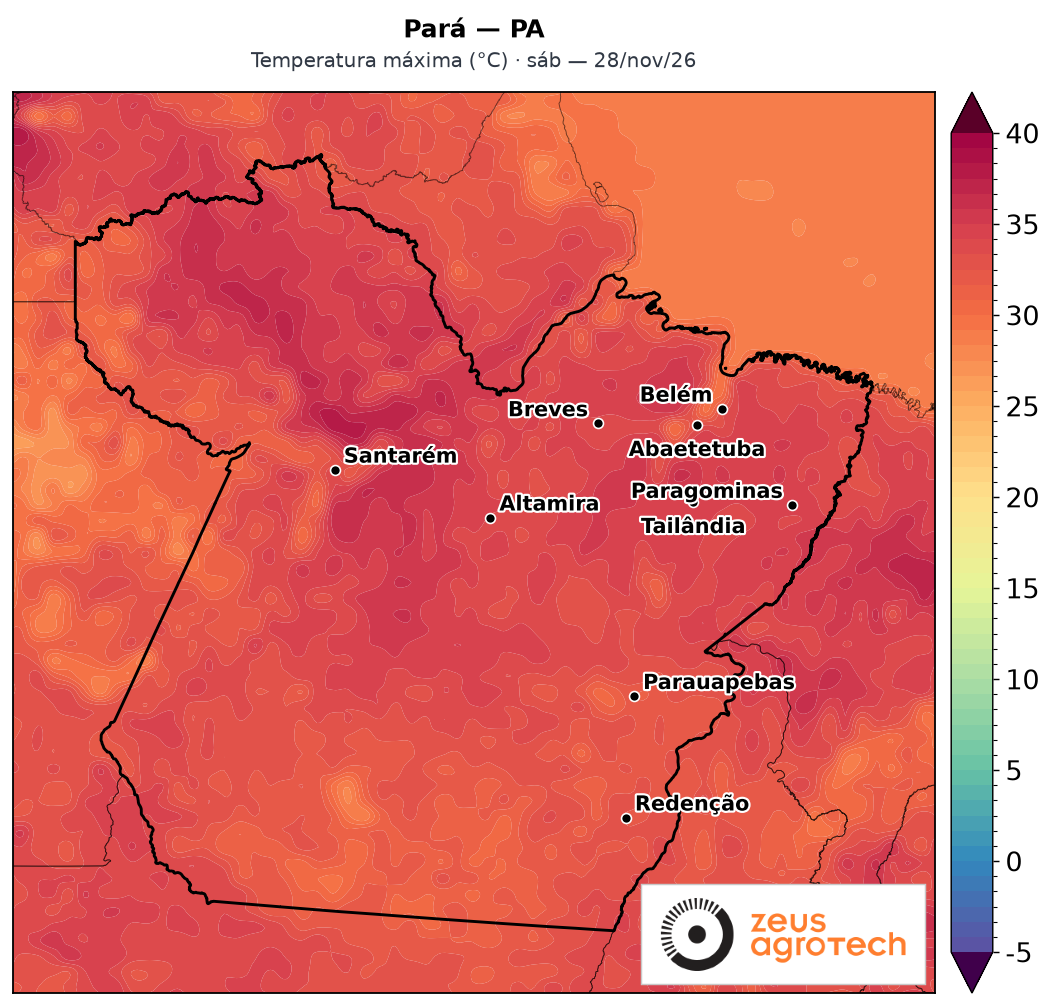 Pará — PA
Temperatura máxima (°C) · sáb — 28/nov/26
40
35
30
25
20
15
10
5
0
-5
Belém
Breves
Abaetetuba
Santarém
Paragominas
Altamira
Tailândia
Parauapebas
Redenção
zeus
agrotech